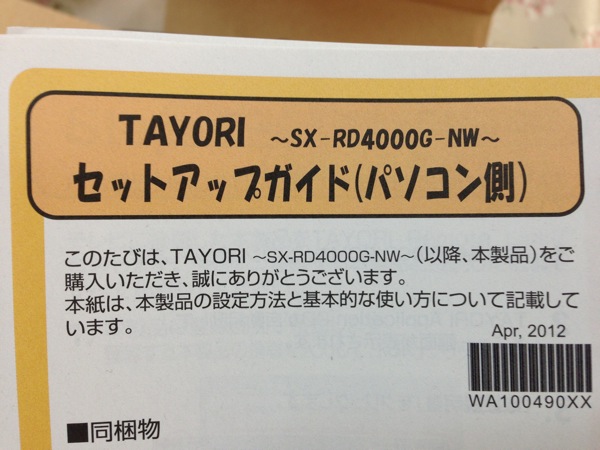 TAYORI ~SX-RD4000G-NW~
セットアップガイド(パソコン側)
このたびは、TAYORI ~SX-RD4000G-NW~(以降、本製品)をご
購入いただき、誠にありがとうございます。
本紙は、本製品の設定方法と基本的な使い方について記載して
います。
Apr, 2012
WA100490XX
■同梱物